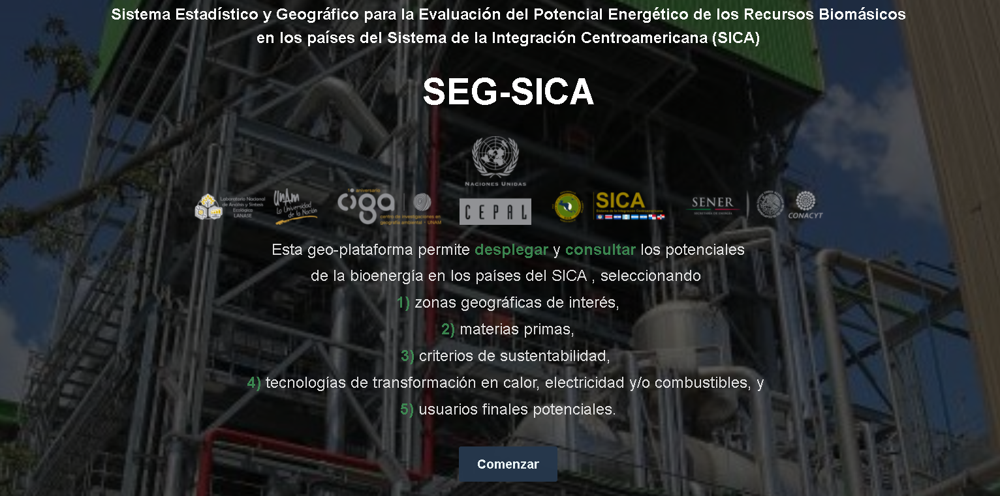 Sistema Estadístico y Geográfico para la Evaluación del Potencial Energético de los Recursos Biomásicos
en los países del Sistema de la Integración Centroamericana (SICA)
SEG-SICA
NACIONES UNIDAS
CEPAL
Laboratorio Nacional
de Análisis y Síntesis
Ecológica
LANASE
UNAM
La Universidad
de la Nación
10 aniversario
ciga
centro de investigaciones en
geografía ambiental · UNAM
SICA
Sistema de la Integración Centroamericana
SENER
SECRETARÍA DE ENERGÍA
CONACYT
Esta geo-plataforma permite desplegar y consultar los potenciales
de la bioenergía en los países del SICA , seleccionando
1) zonas geográficas de interés,
2) materias primas,
3) criterios de sustentabilidad,
4) tecnologías de transformación en calor, electricidad y/o combustibles, y
5) usuarios finales potenciales.
Comenzar